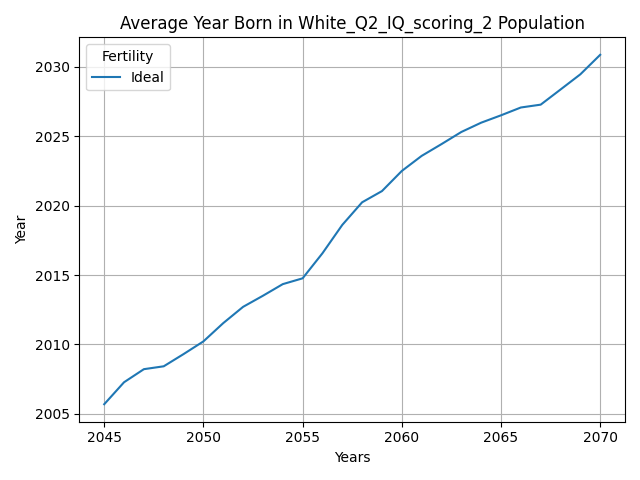 Average Year Born in White_Q2_IQ_scoring_2 Population
Fertility
Ideal
Year
2030
2025
2020
2015
2010
2005
2045 2050 2055 2060 2065 2070
Years